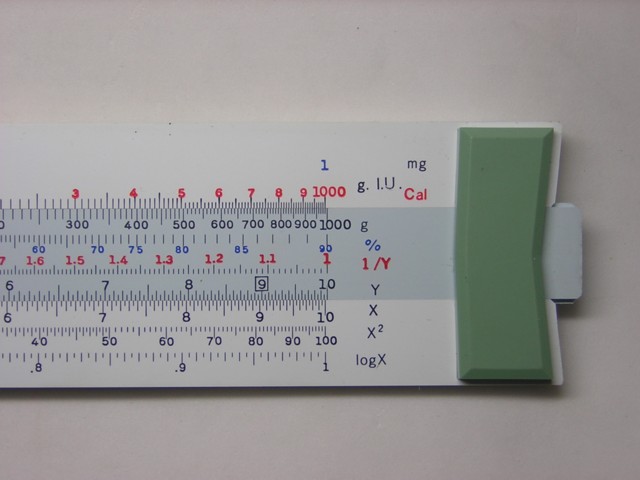 1 mg
3 4 5 6 7 8 9 1000 g. I.U. Cal
0 300 400 500 600 700 800 900 1000 g
60 70 75 80 85 90 %
7 1.6 1.5 1.4 1.3 1.2 1.1 1 1/Y
6 7 8 9 10 Y
6 7 8 9 10 X
40 50 60 70 80 90 100 X²
.8 .9 1 logX